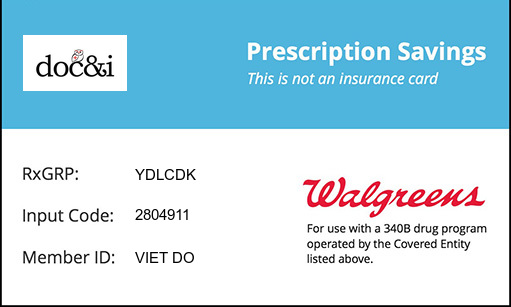 doc&i
Prescription Savings
This is not an insurance card
RxGRP: YDLCDK
Input Code: 2804911
Member ID: VIET DO
Walgreens
For use with a 340B drug program
operated by the Covered Entity
listed above.